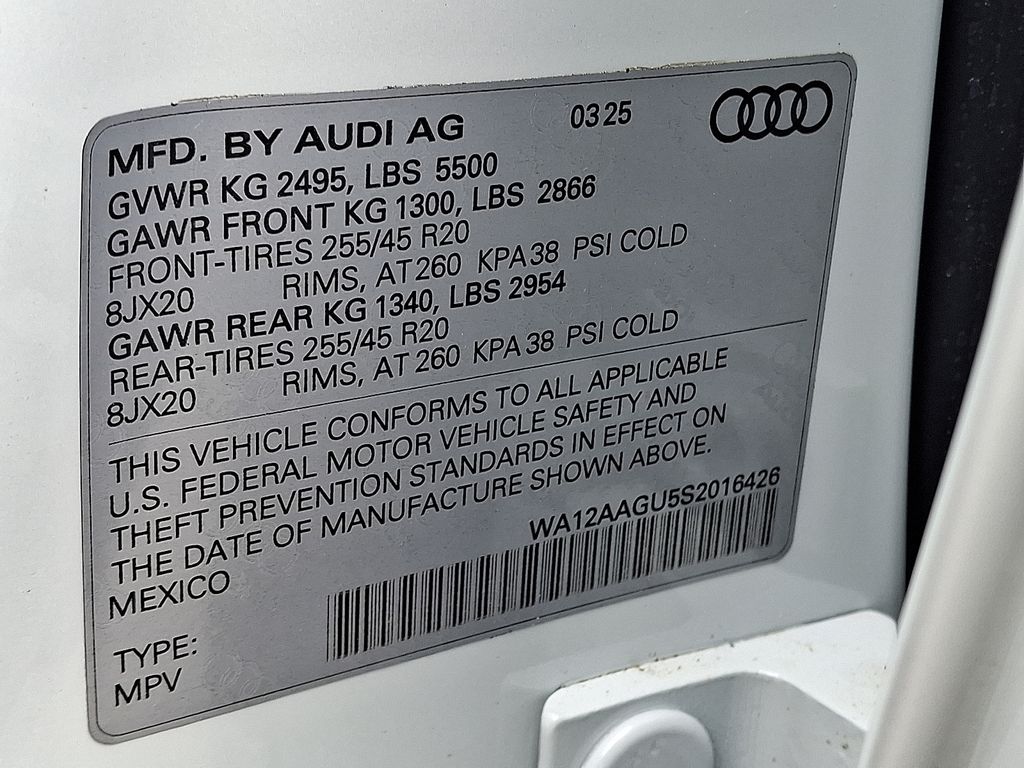 MFD. BY AUDI AG 03 25
GVWR KG 2495, LBS 5500
GAWR FRONT KG 1300, LBS 2866
FRONT-TIRES 255/45 R20
8JX20 RIMS, AT 260 KPA 38 PSI COLD
GAWR REAR KG 1340, LBS 2954
REAR-TIRES 255/45 R20
8JX20 RIMS, AT 260 KPA 38 PSI COLD
THIS VEHICLE CONFORMS TO ALL APPLICABLE
U.S. FEDERAL MOTOR VEHICLE SAFETY AND
THEFT PREVENTION STANDARDS IN EFFECT ON
THE DATE OF MANUFACTURE SHOWN ABOVE.
MEXICO WA12AAGU5S2016426
TYPE:
MPV